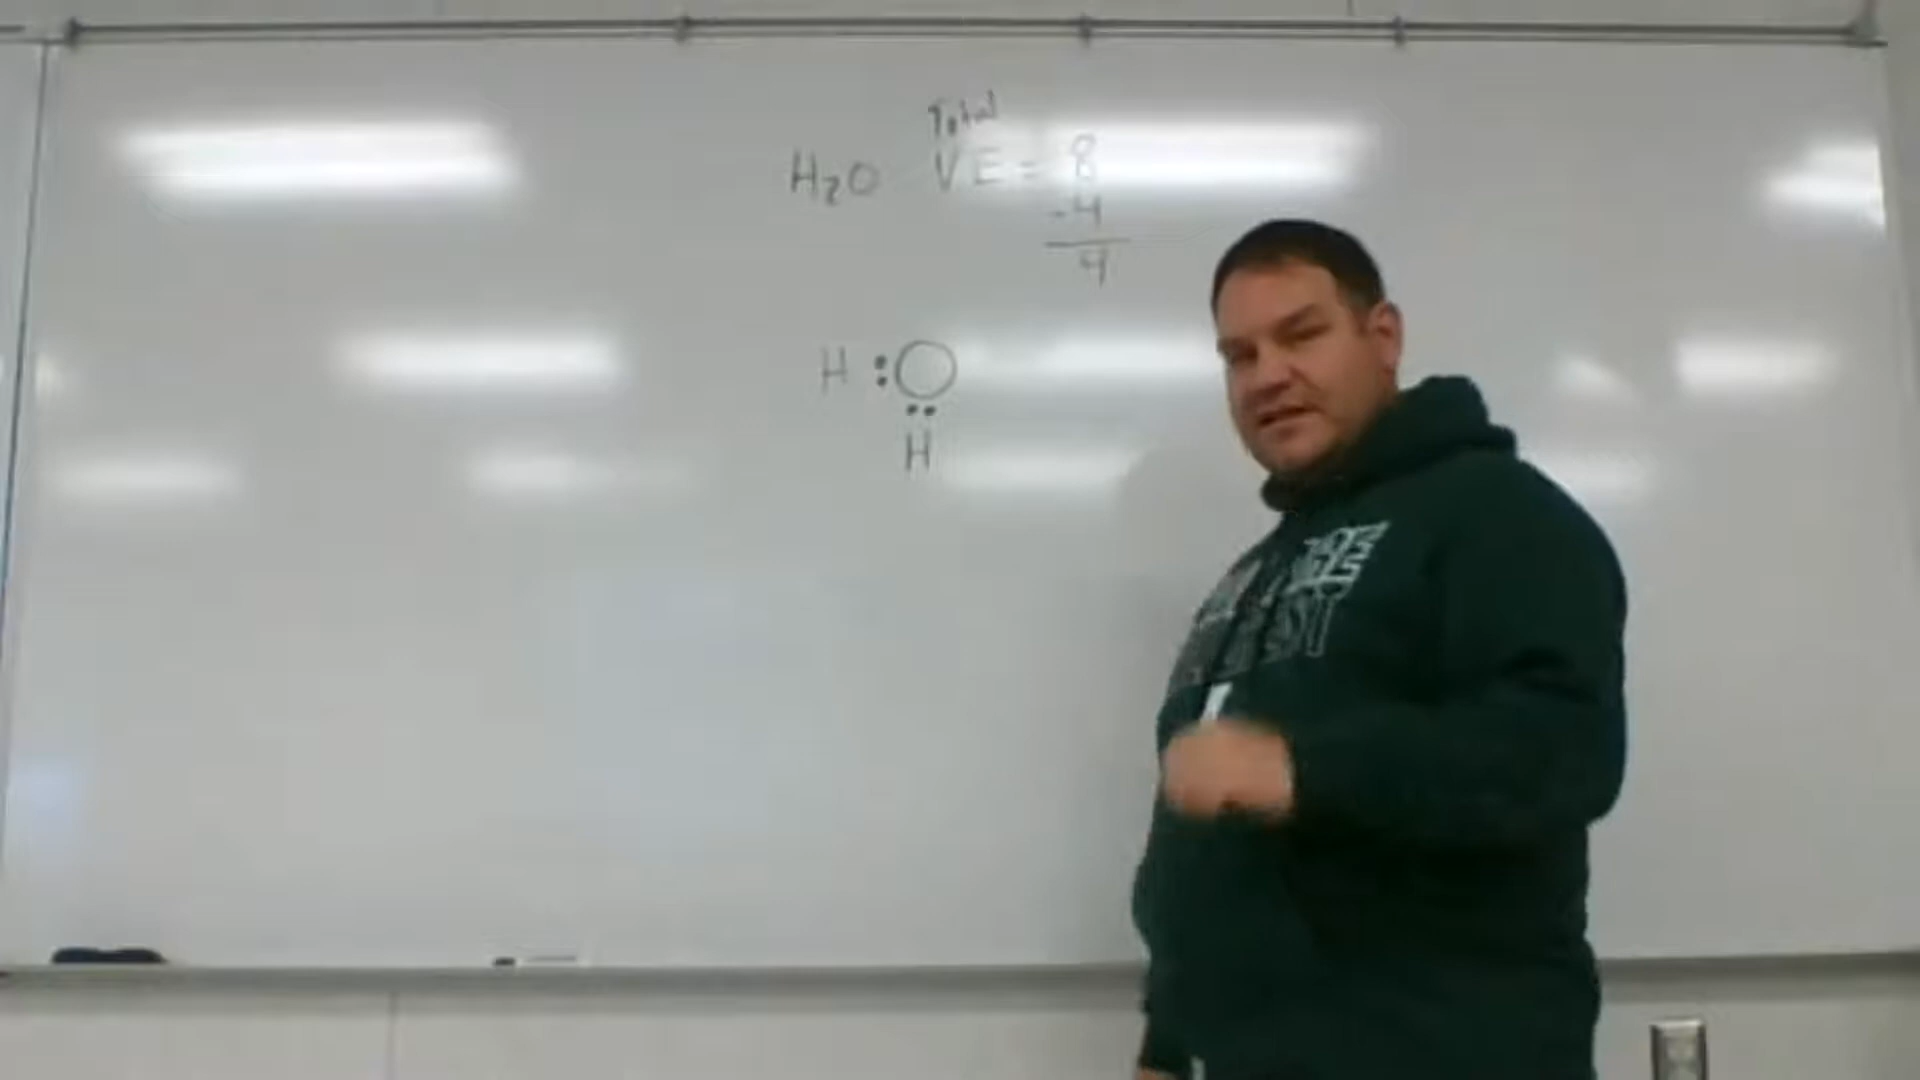 Total
H₂O VE = 8
-4
4
H : O
..
H